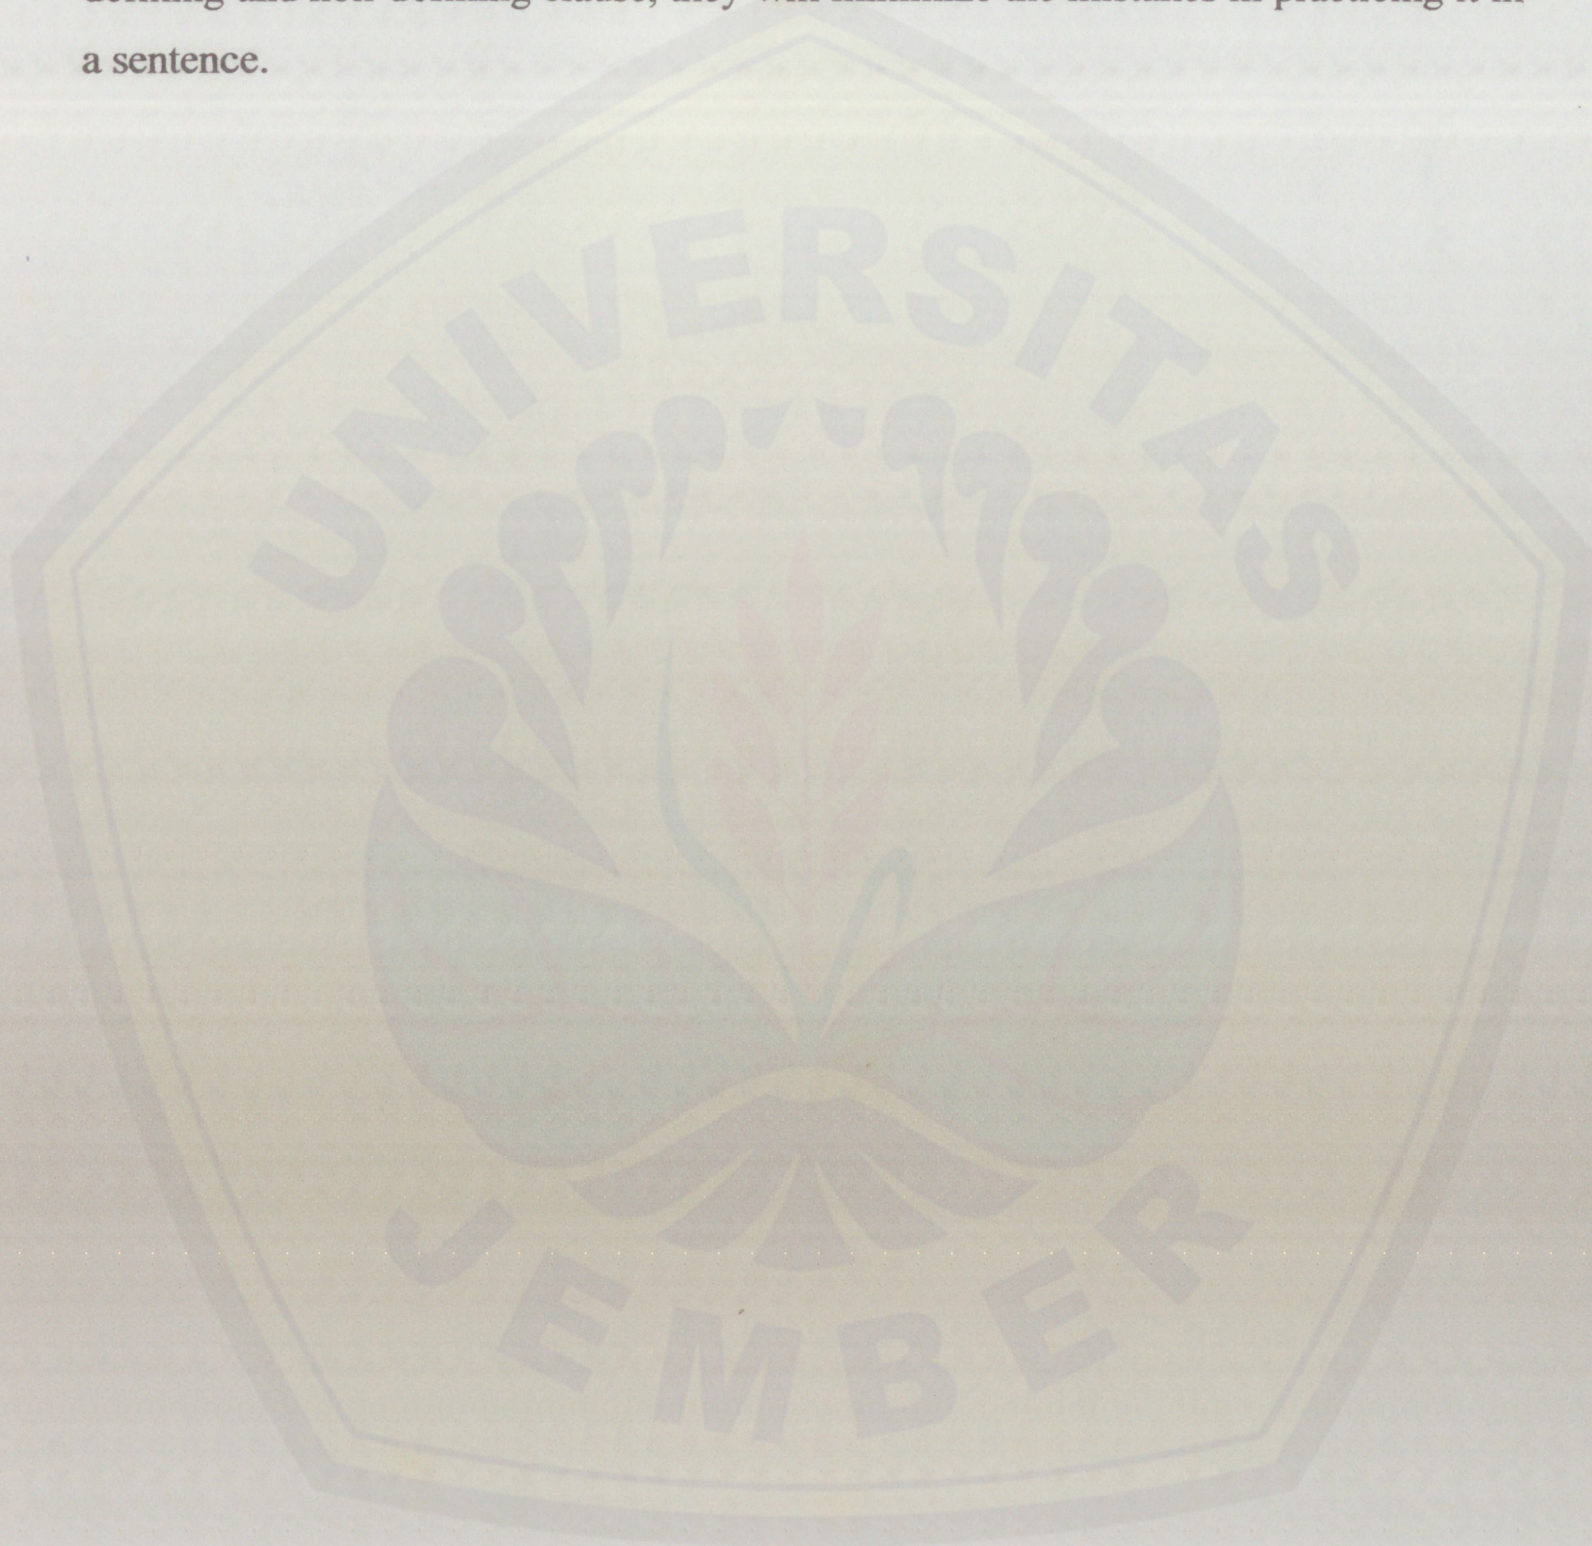 defining and non-defining clause, they will minimize the mistakes in practicing it in
a sentence.
UNIVERSITAS
JEMBER